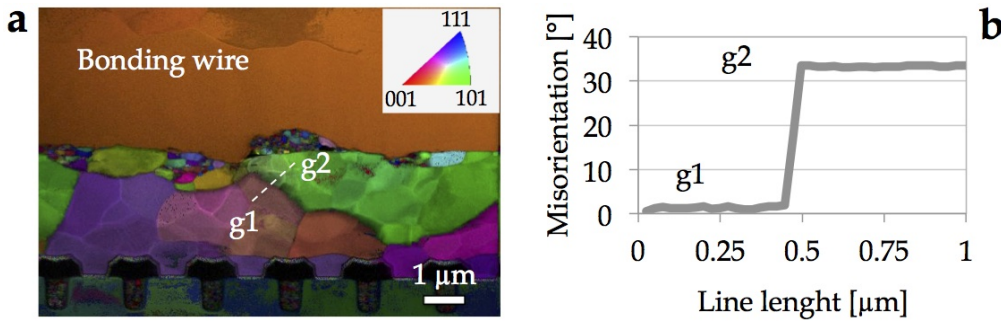 a
Bonding wire
111
001
101
g2
g1
1 µm
b
Misorientation [°]
40
30
20
10
0
g2
g1
0
0.25
0.5
0.75
1
Line lenght [µm]